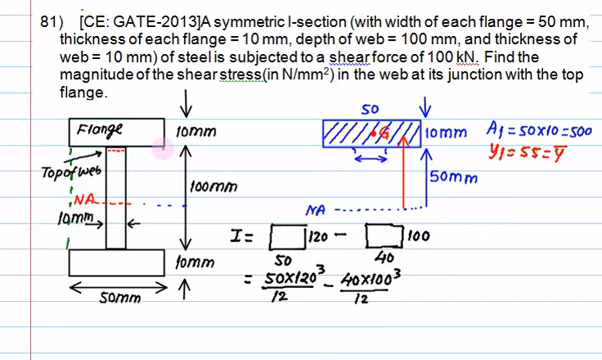 81) [CE: GATE-2013]A symmetric I-section (with width of each flange = 50 mm,
thickness of each flange = 10 mm, depth of web = 100 mm, and thickness of
web = 10 mm) of steel is subjected to a shear force of 100 kN. Find the
magnitude of the shear stress(in N/mm²) in the web at its junction with the top
flange.
Flange
10mm
Top of web
100mm
NA
10mm
10mm
50mm
50
G
10mm
A1 = 50x10 = 500
y1 = 55 = Y̅
50mm
NA
I = 120 - 100
50 40
= 50x120³/12 - 40x100³/12